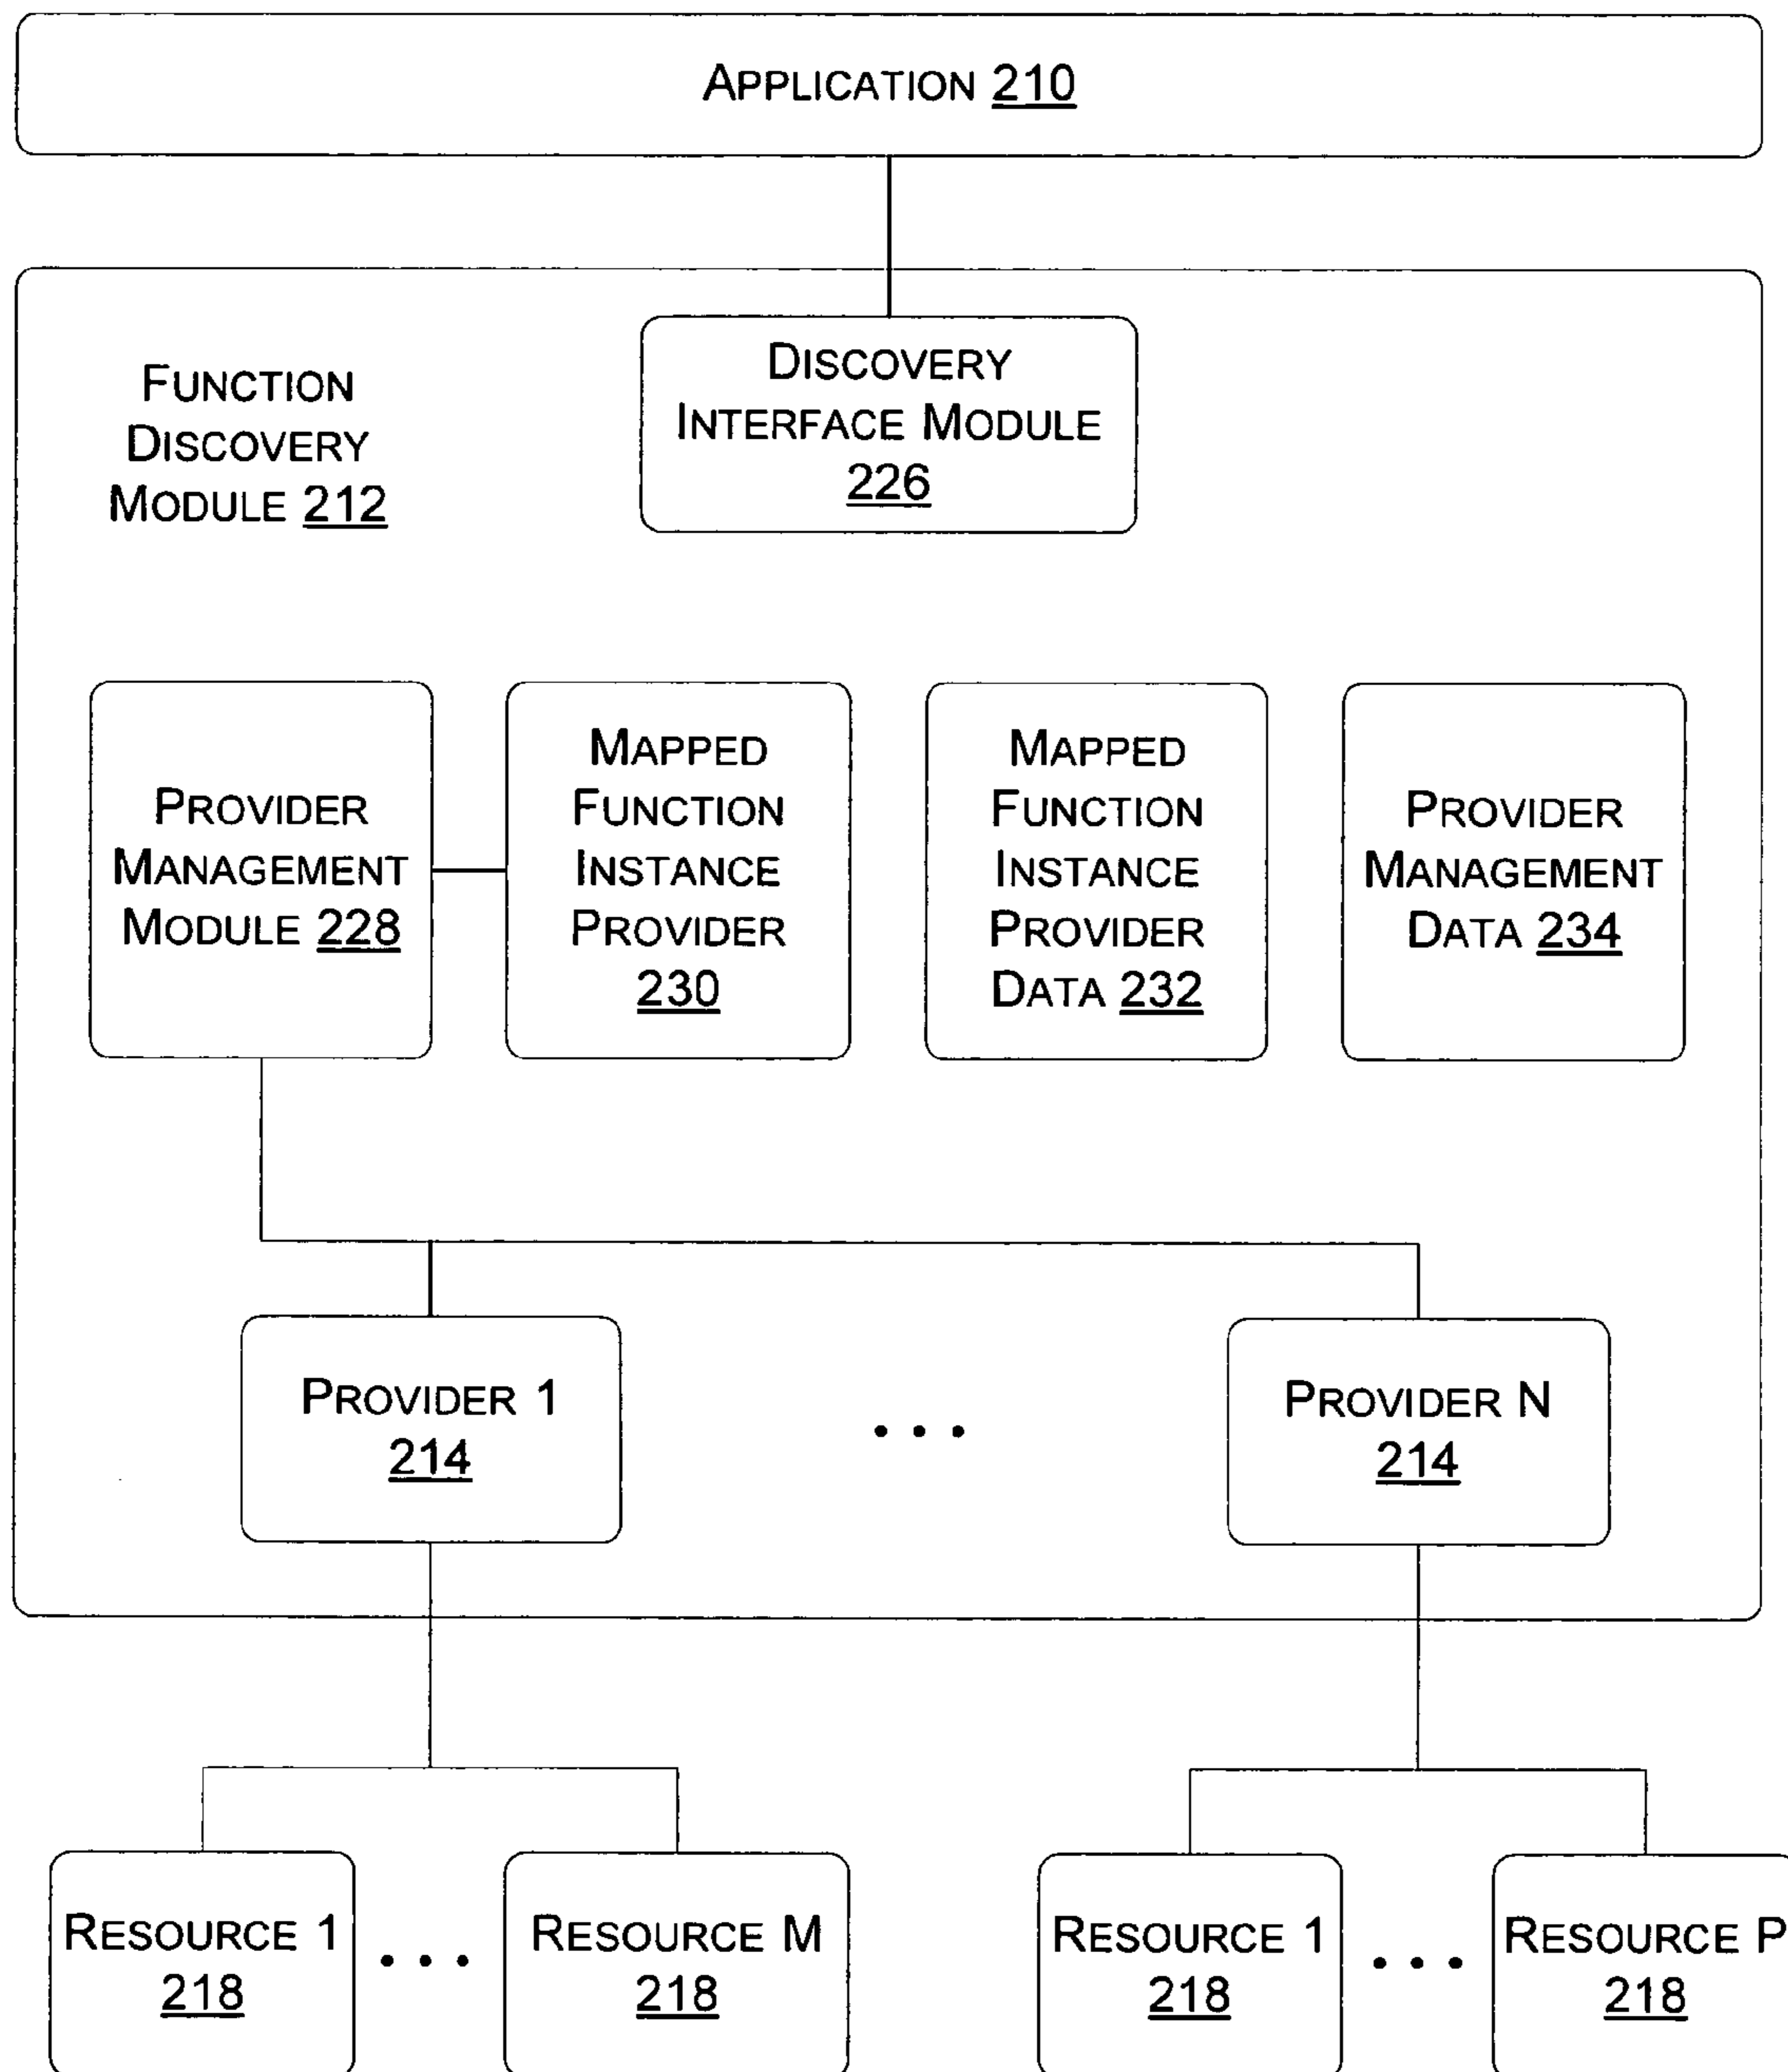 APPLICATION 210
DISCOVERY
INTERFACE MODULE
226
FUNCTION
DISCOVERY
MODULE 212
PROVIDER
MANAGEMENT
MODULE 228
MAPPED
FUNCTION
INSTANCE
PROVIDER
230
MAPPED
FUNCTION
INSTANCE
PROVIDER
DATA 232
PROVIDER
MANAGEMENT
DATA 234
PROVIDER 1
214
• • •
PROVIDER N
214
RESOURCE 1
218
• • •
RESOURCE M
218
RESOURCE 1
218
• • •
RESOURCE P
218